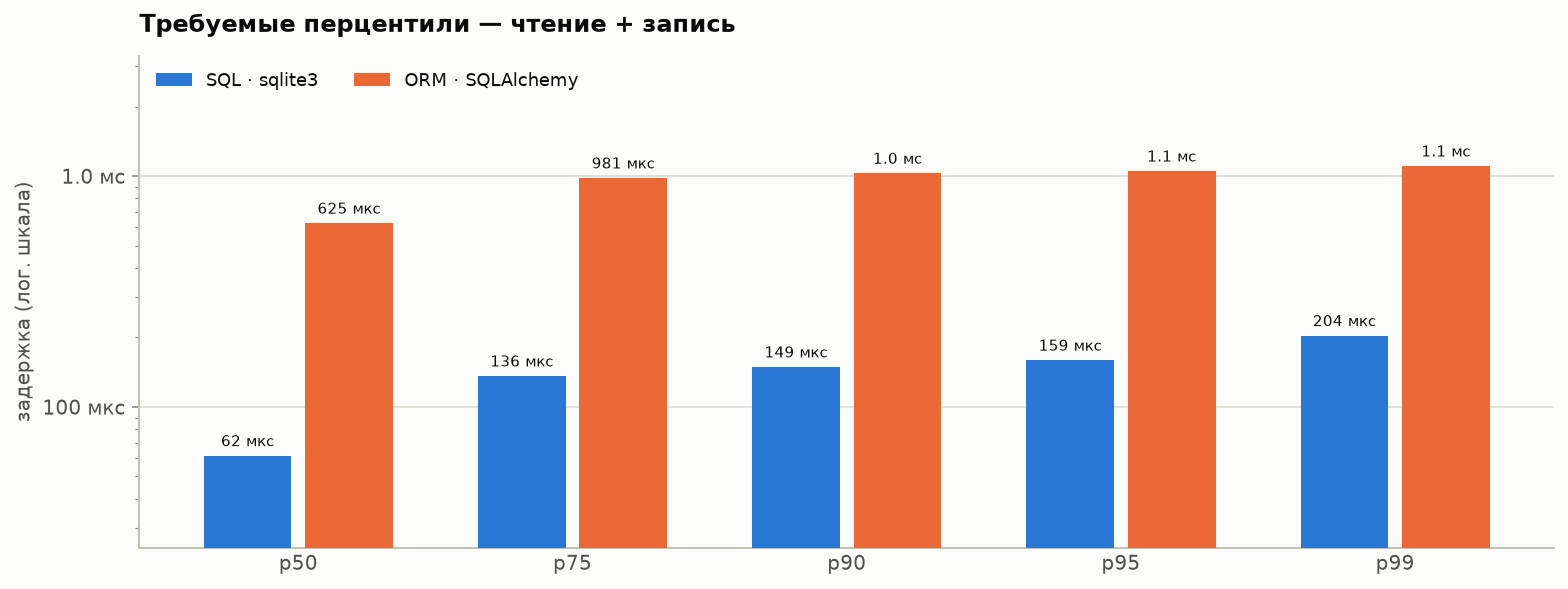 Требуемые перцентили — чтение + запись
SQL · sqlite3
ORM · SQLAlchemy
задержка (лог. шкала)
1.0 мс
100 мкс
62 мкс
625 мкс
136 мкс
981 мкс
149 мкс
1.0 мс
159 мкс
1.1 мс
204 мкс
1.1 мс
p50
p75
p90
p95
p99